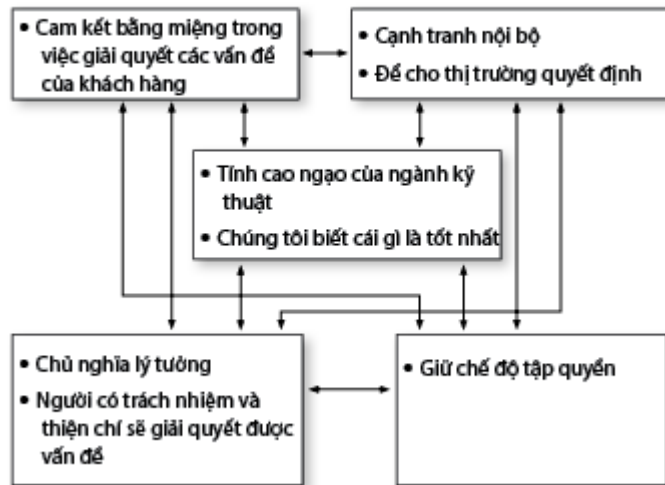 • Cam kết bằng miệng trong
việc giải quyết các vấn đề
của khách hàng
• Cạnh tranh nội bộ
• Để cho thị trường quyết định
• Tính cao ngạo của ngành kỹ
thuật
• Chúng tôi biết cái gì là tốt nhất
• Chủ nghĩa lý tưởng
• Người có trách nhiệm và
thiện chí sẽ giải quyết được
vấn đề
• Giữ chế độ tập quyền